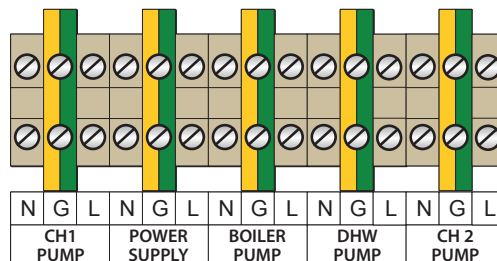 N G L N G L N G L N G L N G L
CH1 POWER BOILER DHW CH 2
PUMP SUPPLY PUMP PUMP PUMP